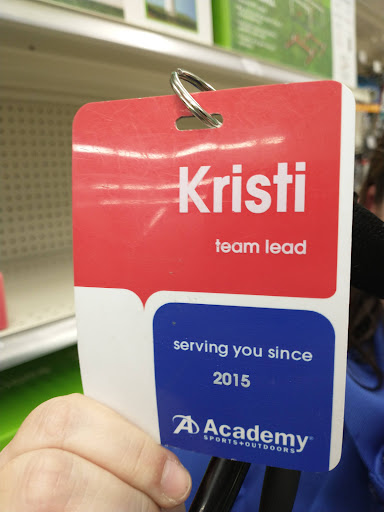 Kristi
team lead
serving you since
2015
Academy®
SPORTS+OUTDOORS